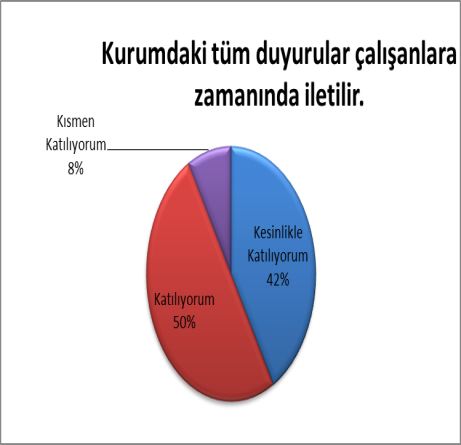 Kurumdaki tüm duyurular çalışanlara
zamanında iletilir.
Kısmen
Katılıyorum
8%
Kesinlikle
Katılıyorum
42%
Katılıyorum
50%